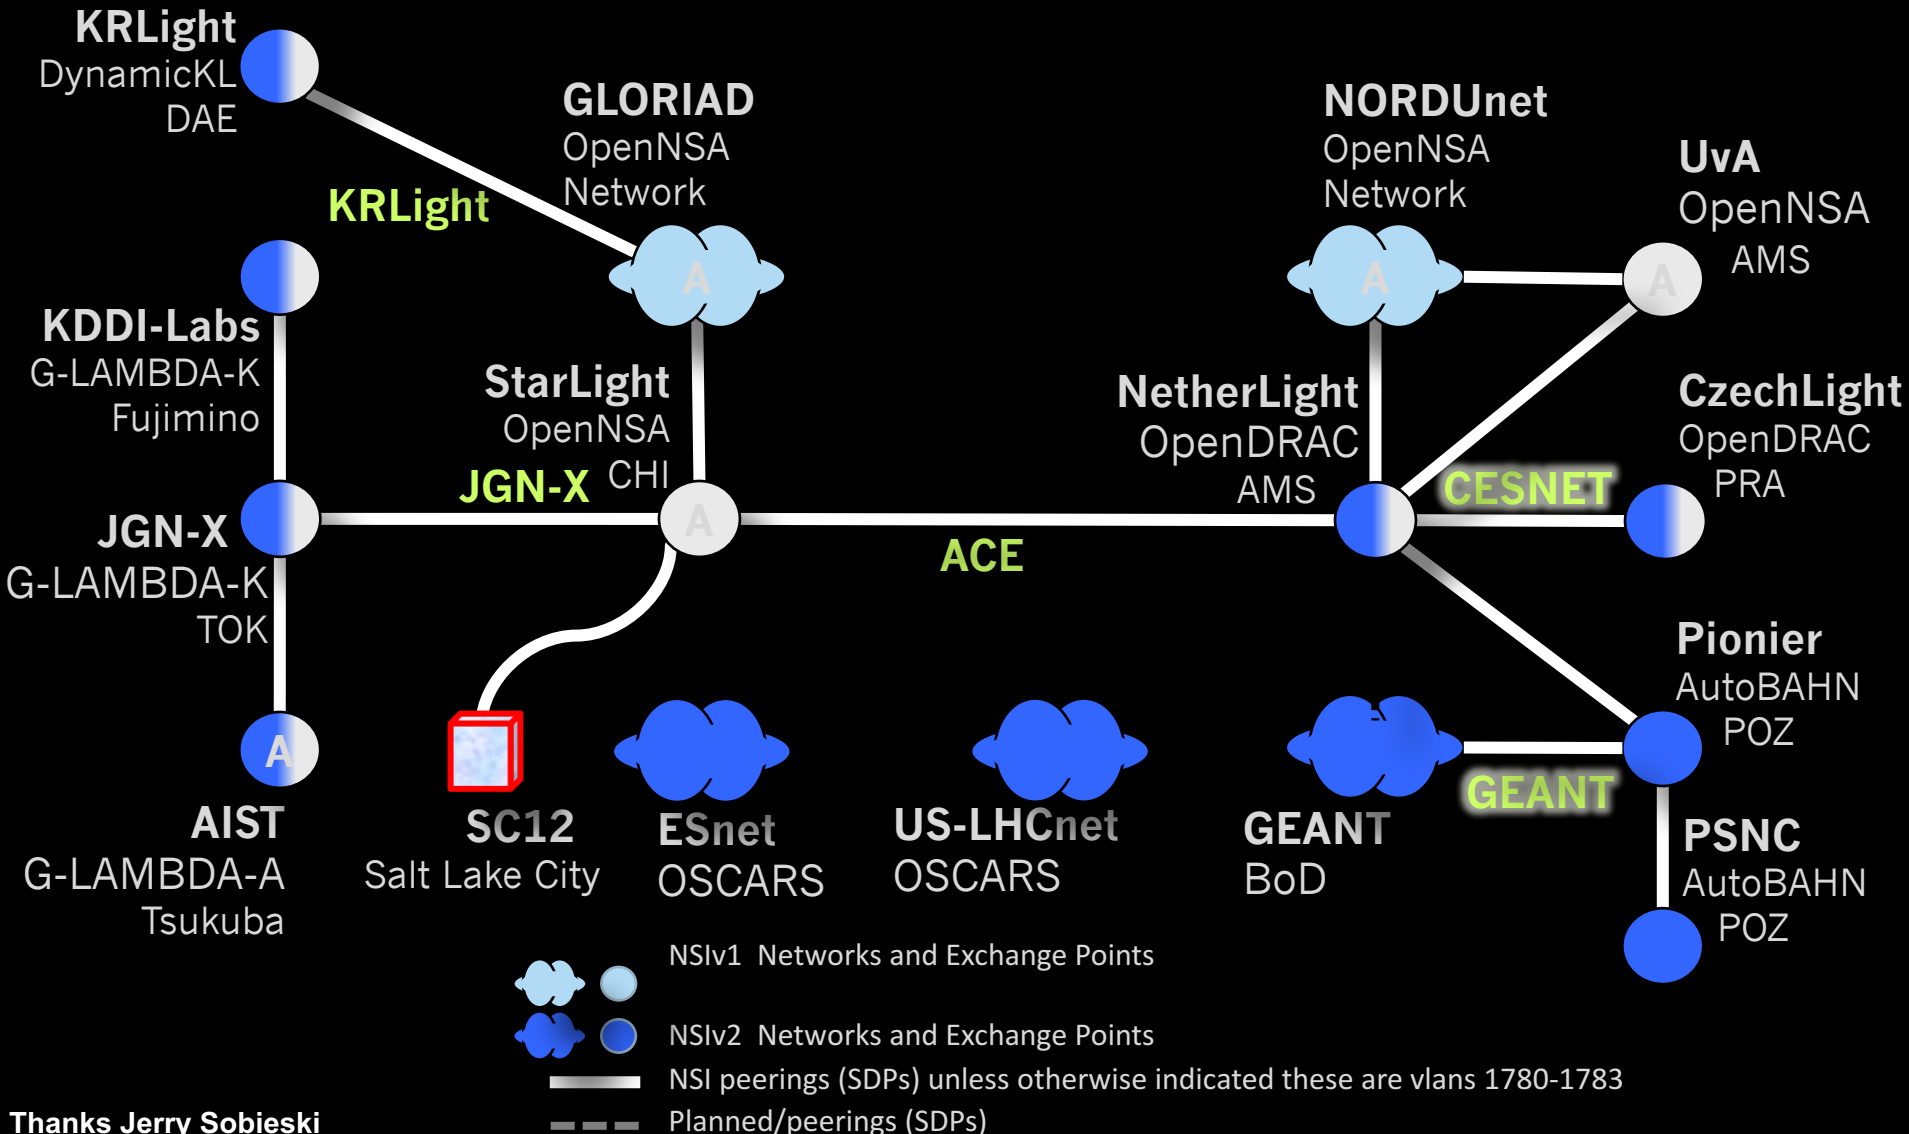 KRLight
DynamicKL
DAE
GLORIAD
OpenNSA
Network
NORDUnet
OpenNSA
Network
UvA
OpenNSA
AMS
KRLight
A
A
A
KDDI-Labs
G-LAMBDA-K
Fujimino
StarLight
OpenNSA
CHI
NetherLight
OpenDRAC
AMS
CzechLight
OpenDRAC
PRA
JGN-X
CESNET
JGN-X
G-LAMBDA-K
TOK
A
ACE
Pionier
AutoBAHN
POZ
A
AIST
G-LAMBDA-A
Tsukuba
SC12
Salt Lake City
ESnet
OSCARS
US-LHCnet
OSCARS
GEANT
BoD
GEANT
PSNC
AutoBAHN
POZ
NSIv1 Networks and Exchange Points
NSIv2 Networks and Exchange Points
NSI peerings (SDPs) unless otherwise indicated these are vlans 1780-1783
Planned/peerings (SDPs)
Thanks Jerry Sobieski